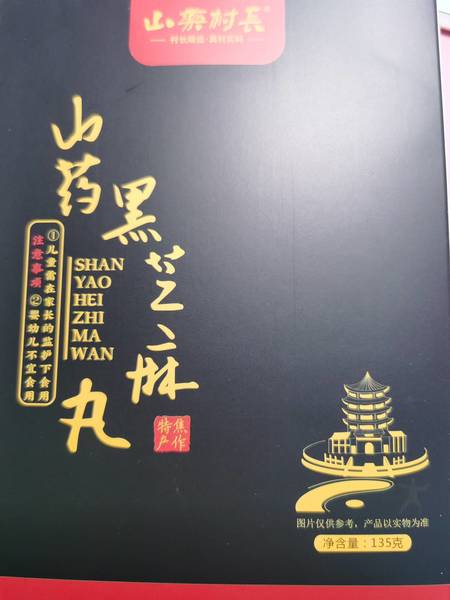 山药村长®
村长臻选·真材实料
山药黑芝麻丸
SHAN
YAO
HEI
ZHI
MA
WAN
注意事项
①儿童需在家长的监护下食用
②婴幼儿不宜食用
焦作
特产
图片仅供参考，产品以实物为准
净含量：135克